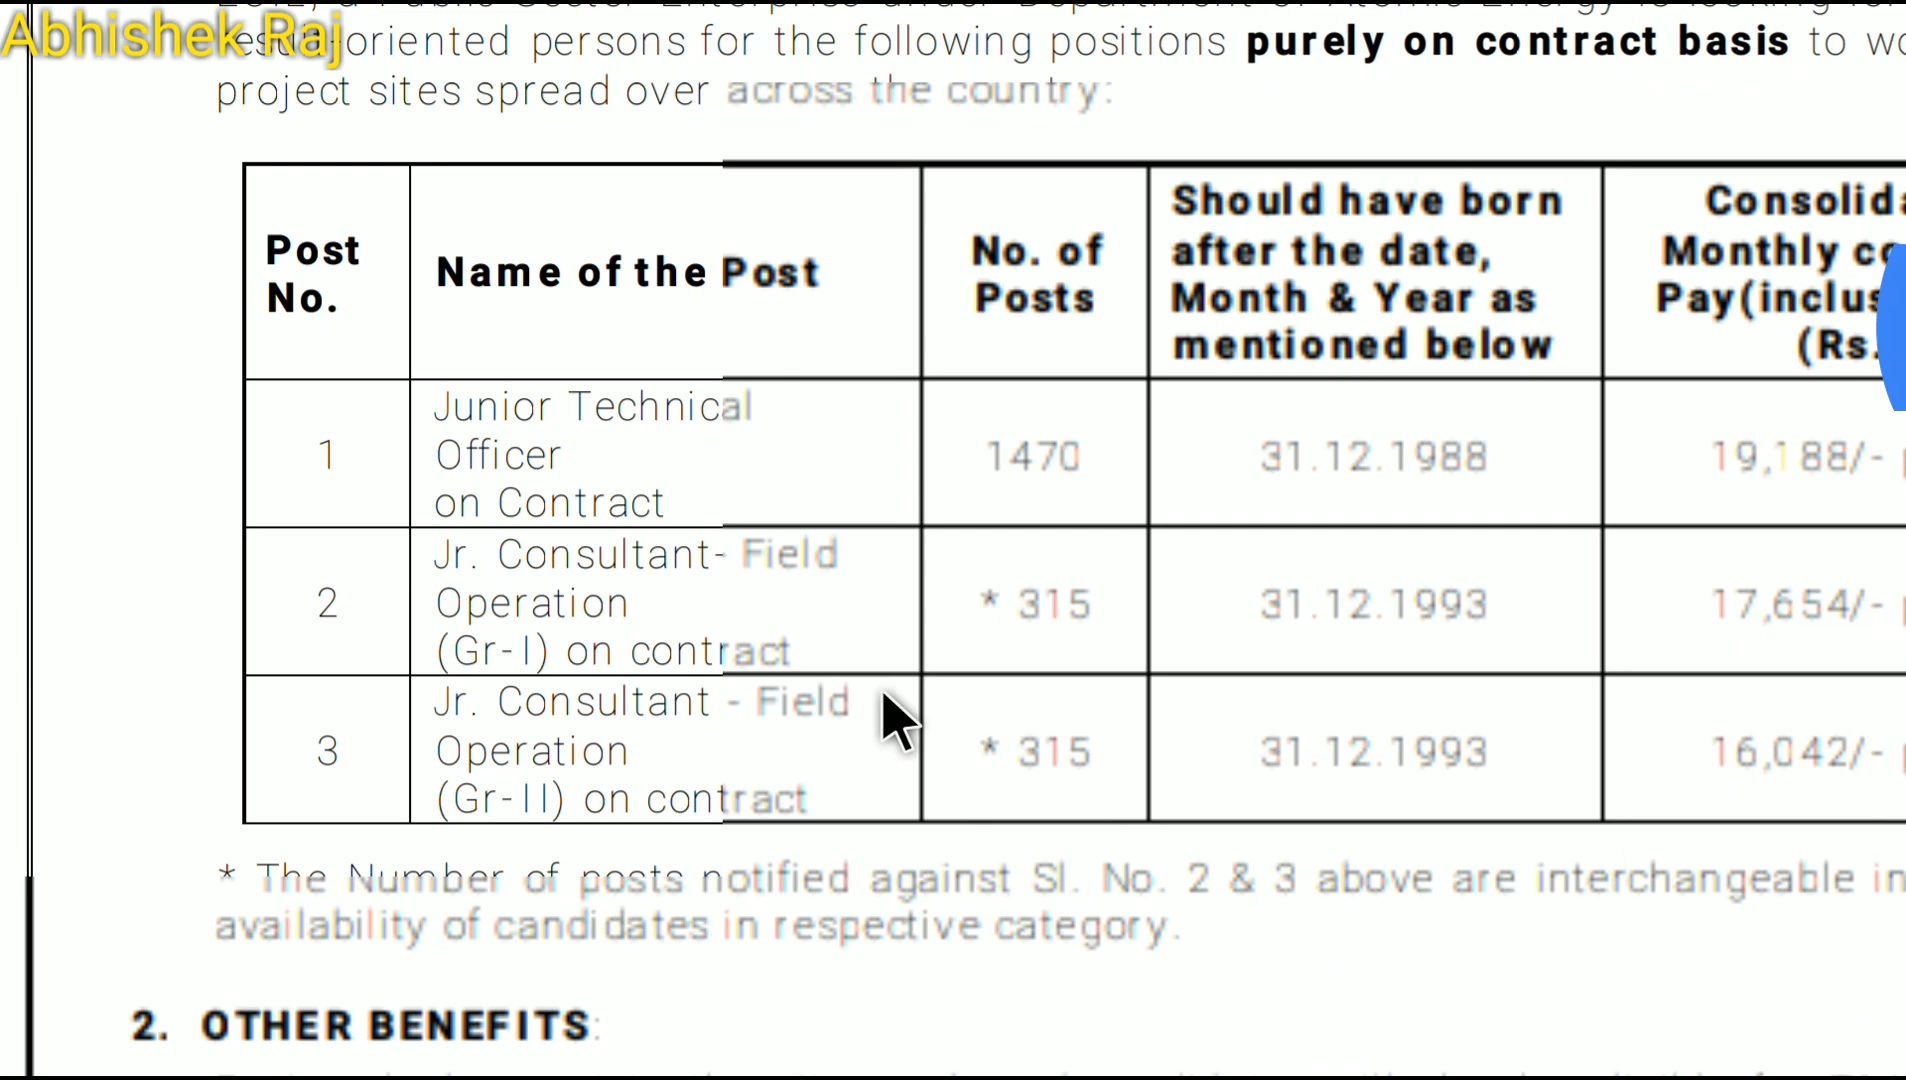 Abhishek Raj
oriented persons for the following positions purely on contract basis to
project sites spread over across the country:
Post No.
Name of the Post
No. of Posts
Should have born after the date, Month & Year as mentioned below
Monthly
(Rs.
1
Junior Technical
Officer
on Contract
1470
31.12.1988
19,188/-
2
Jr. Consultant- Field
Operation
(Gr-I) on contract
* 315
31.12.1993
17,654/-
3
Jr. Consultant - Field
Operation
(Gr-II) on contract
* 315
31.12.1993
16,042/-
* The Number of posts notified against Sl. No. 2 & 3 above are interchangeable in
availability of candidates in respective category.
2. OTHER BENEFITS: